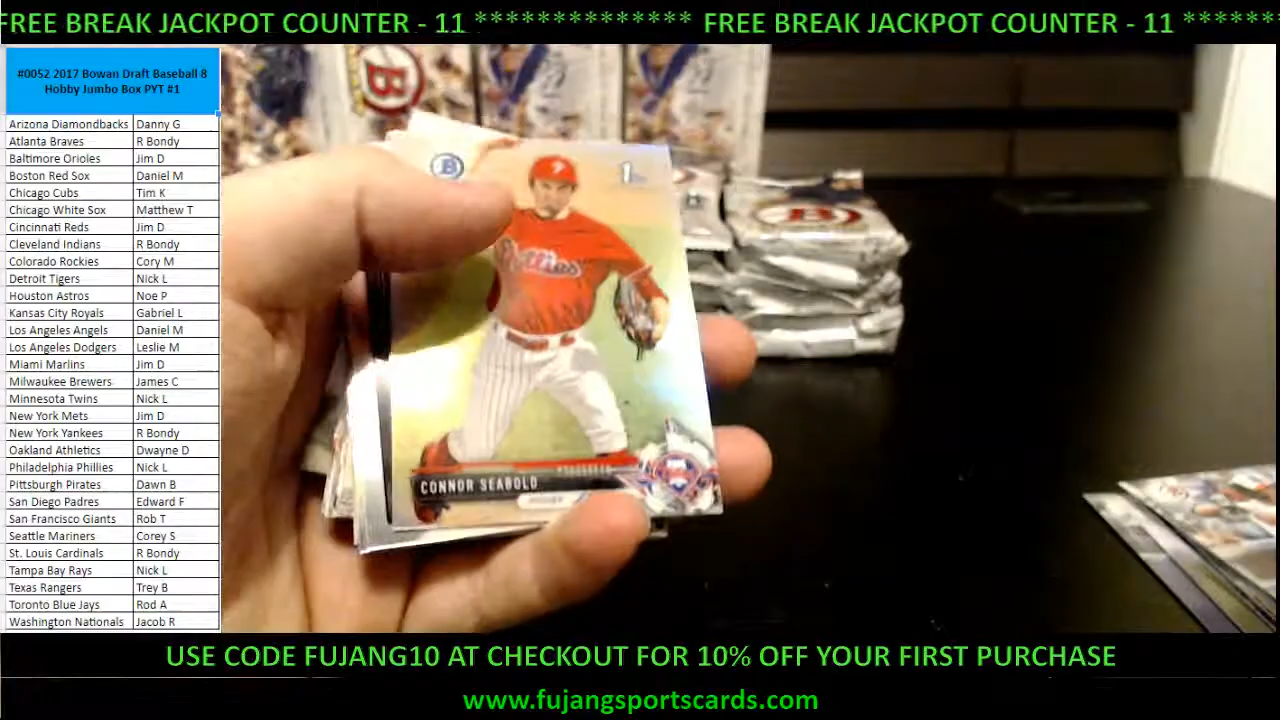 FREE BREAK JACKPOT COUNTER - 11 ************** FREE BREAK JACKPOT COUNTER - 11 *******
#0052 2017 Bowan Draft Baseball 8
Hobby Jumbo Box PYT #1
Arizona Diamondbacks Danny G
Atlanta Braves R Bondy
Baltimore Orioles Jim D
Boston Red Sox Daniel M
Chicago Cubs Tim K
Chicago White Sox Matthew T
Cincinnati Reds Jim D
Cleveland Indians R Bondy
Colorado Rockies Cory M
Detroit Tigers Nick L
Houston Astros Noe P
Kansas City Royals Gabriel L
Los Angeles Angels Daniel M
Los Angeles Dodgers Leslie M
Miami Marlins Jim D
Milwaukee Brewers James C
Minnesota Twins Nick L
New York Mets Jim D
New York Yankees R Bondy
Oakland Athletics Dwayne D
Philadelphia Phillies Nick L
Pittsburgh Pirates Dawn B
San Diego Padres Edward F
San Francisco Giants Rob T
Seattle Mariners Corey S
St. Louis Cardinals R Bondy
Tampa Bay Rays Nick L
Texas Rangers Trey B
Toronto Blue Jays Rod A
Washington Nationals Jacob R
B
1st
Phillies
CONNOR SEABOLD
USE CODE FUJANG10 AT CHECKOUT FOR 10% OFF YOUR FIRST PURCHASE
www.fujangsportscards.com